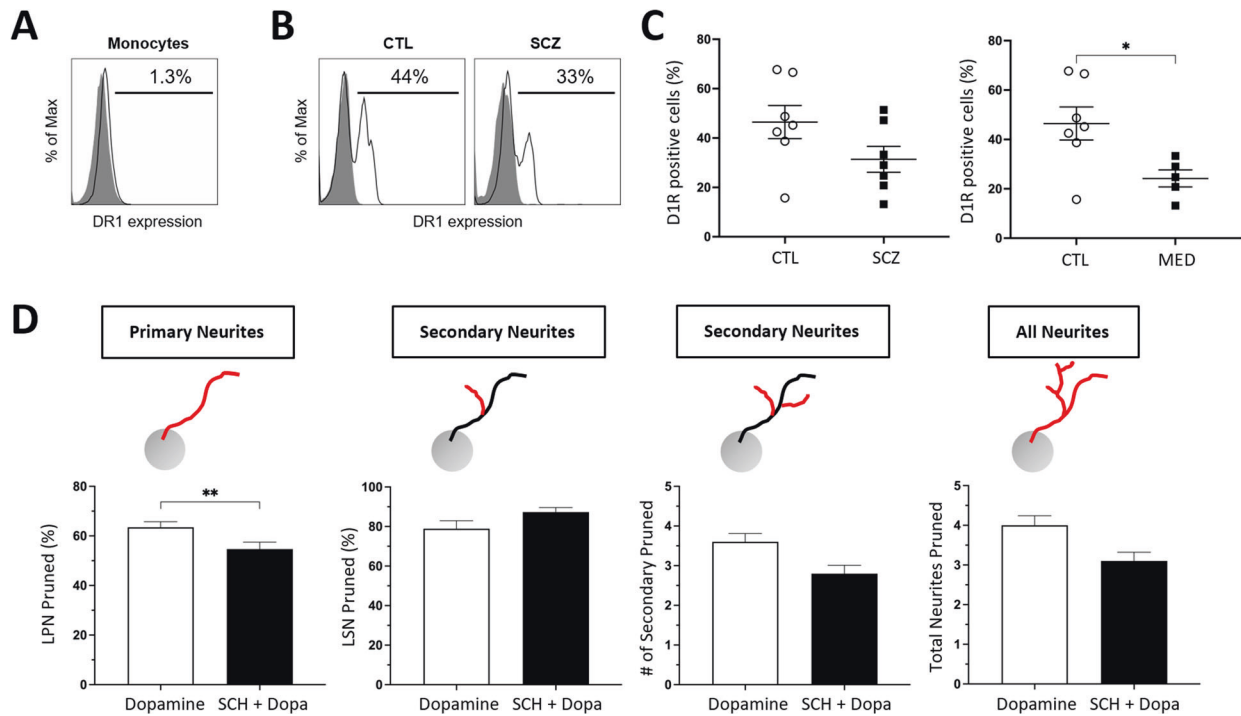 A
Monocytes
1.3%
% of Max
DR1 expression
B
CTL
44%
SCZ
33%
% of Max
DR1 expression
DR1 expression
C
80
60
40
20
0
D1R positive cells (%)
CTL
SCZ
80
60
40
20
0
D1R positive cells (%)
*
CTL
MED
D
Primary Neurites
80
60
40
20
0
LPN Pruned (%)
**
Dopamine
SCH + Dopa
Secondary Neurites
100
80
60
40
20
0
LSN Pruned (%)
Dopamine
SCH + Dopa
Secondary Neurites
5
4
3
2
1
0
# of Secondary Pruned
Dopamine
SCH + Dopa
All Neurites
5
4
3
2
1
0
Total Neurites Pruned
Dopamine
SCH + Dopa